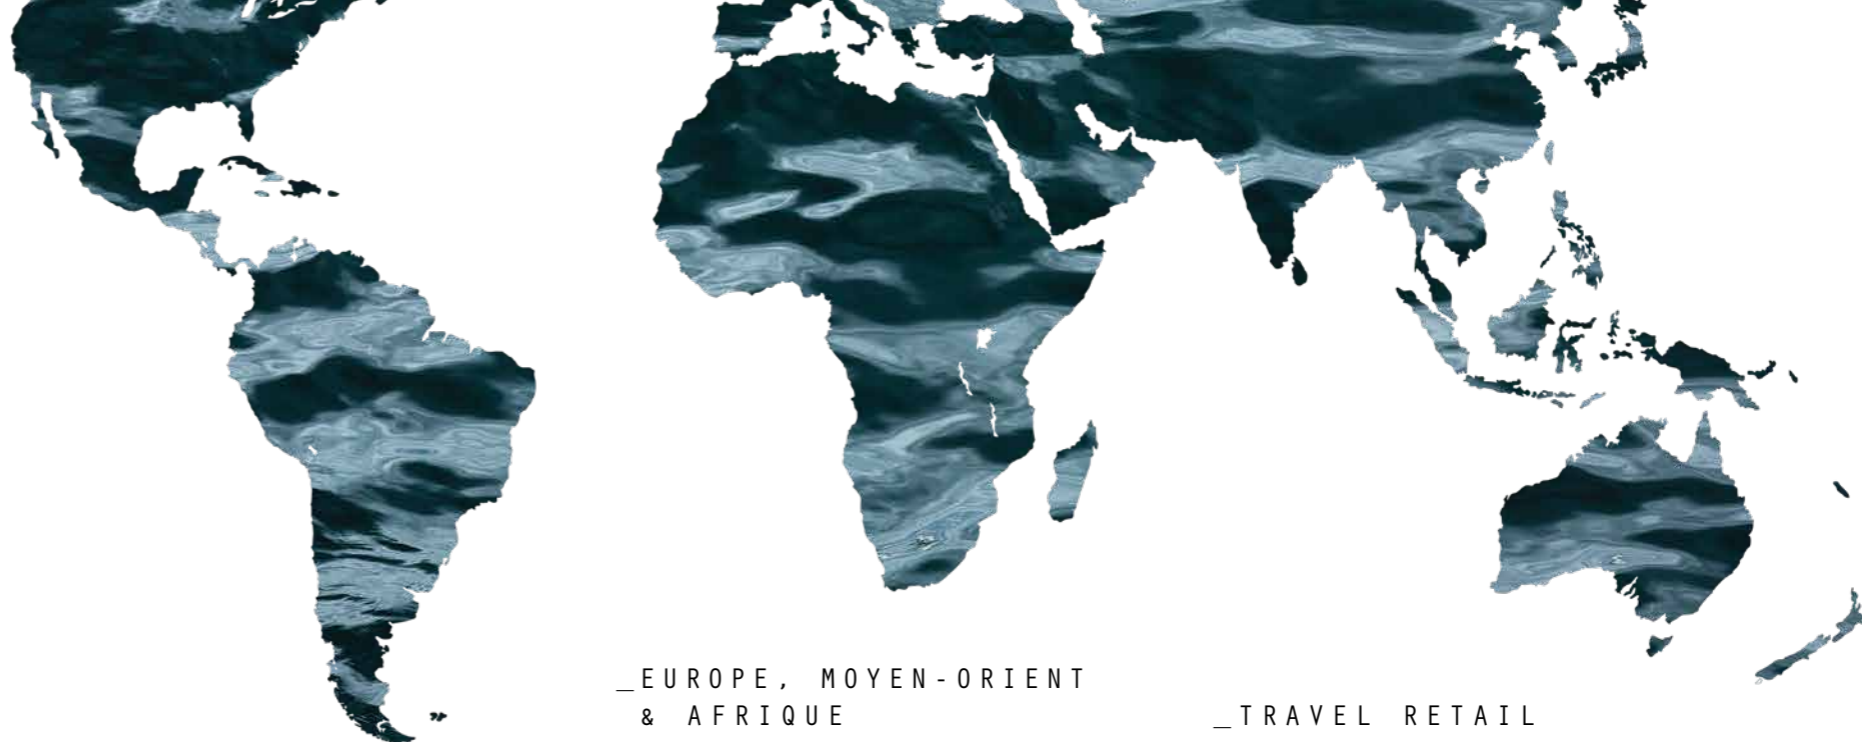 _EUROPE, MOYEN-ORIENT
& AFRIQUE
_TRAVEL RETAIL